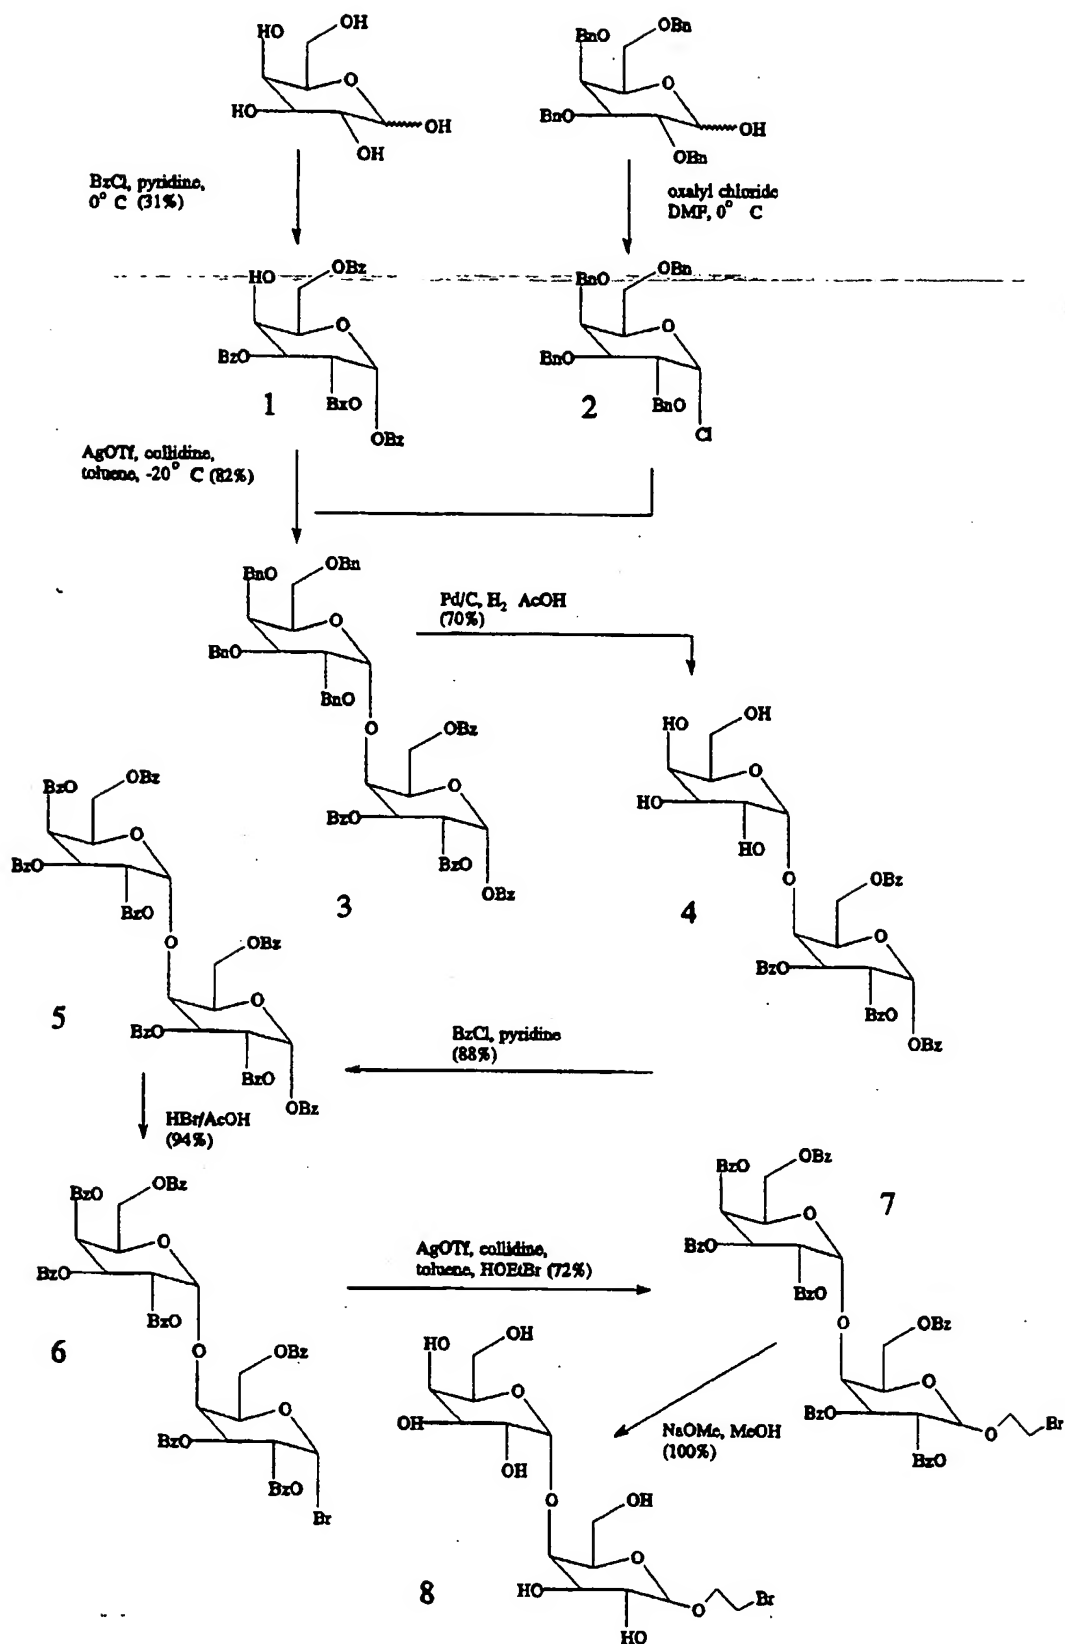 HO OH
O
HO OH
OH
BnO OBn
O
BnO OH
OBn
BzCl, pyridine,
0° C (31%)
oxalyl chloride
DMF, 0° C
HO OBz
O
BzO
BzO
OBz
1
BnO OBn
O
BnO
BnO
Cl
2
AgOTf, collidine,
toluene, -20° C (82%)
BnO OBn
O
BnO
BnO
O OBz
O
BzO
BzO
OBz
3
Pd/C, H₂ AcOH
(70%)
HO OH
O
HO
HO
O
OBz
O
BzO
BzO
OBz
4
BzO OBz
O
BzO
BzO
O OBz
O
BzO
BzO
OBz
5
BzCl, pyridine
(88%)
HBr/AcOH
(94%)
BzO OBz
O
BzO
BzO
O OBz
O
BzO
BzO
Br
6
AgOTf, collidine,
toluene, HOEtBr (72%)
BzO OBz
O
BzO
BzO
O OBz
O
BzO
O Br
BzO
7
NaOMe, MeOH
(100%)
HO OH
O
OH
OH
O OH
O
HO
O Br
HO
8